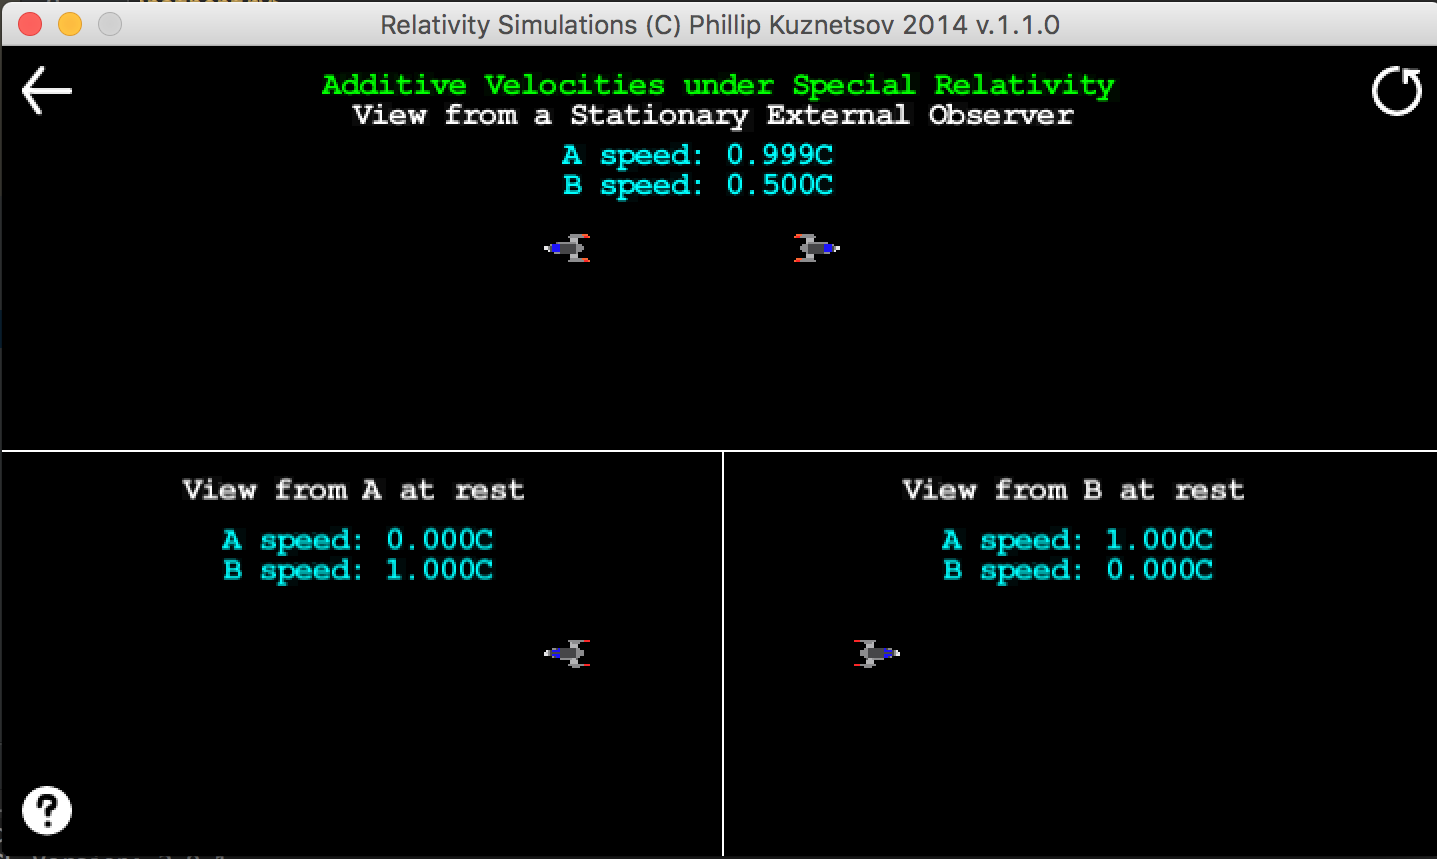 Relativity Simulations (C) Phillip Kuznetsov 2014 v.1.1.0
Additive Velocities under Special Relativity
View from a Stationary External Observer
A speed: 0.999C
B speed: 0.500C
View from A at rest
A speed: 0.000C
B speed: 1.000C
View from B at rest
A speed: 1.000C
B speed: 0.000C
?